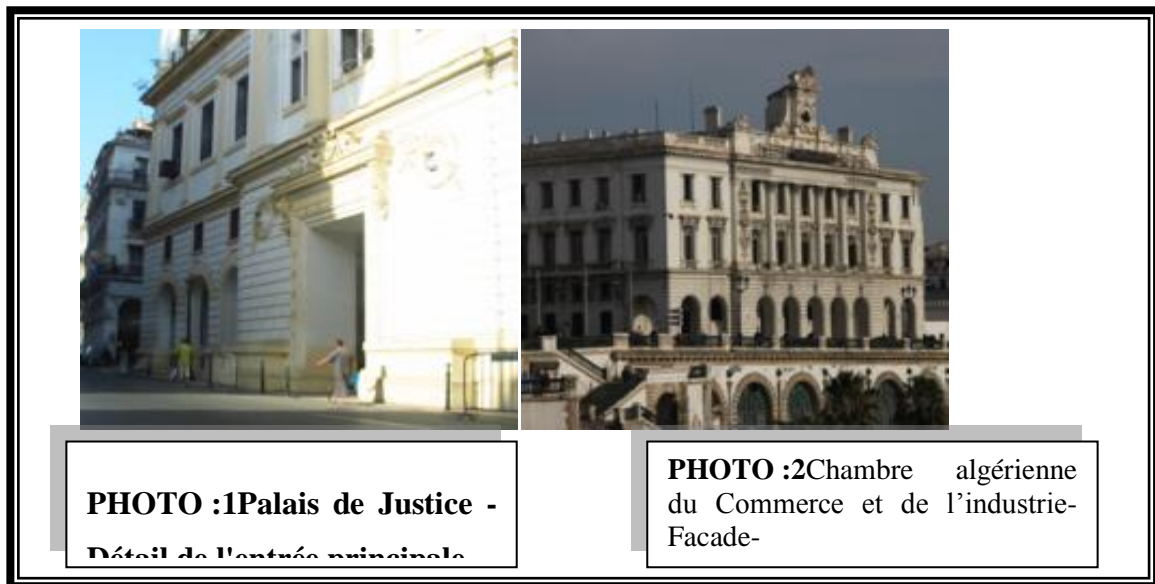 PHOTO :1Palais de Justice -
Détail de l'entrée principale
PHOTO :2Chambre algérienne
du Commerce et de l’industrie-
Facade-